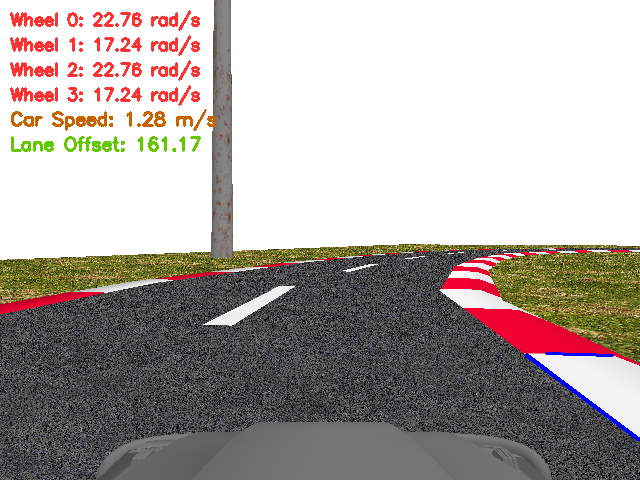 Wheel 0: 22.76 rad/s
Wheel 1: 17.24 rad/s
Wheel 2: 22.76 rad/s
Wheel 3: 17.24 rad/s
Car Speed: 1.28 m/s
Lane Offset: 161.17